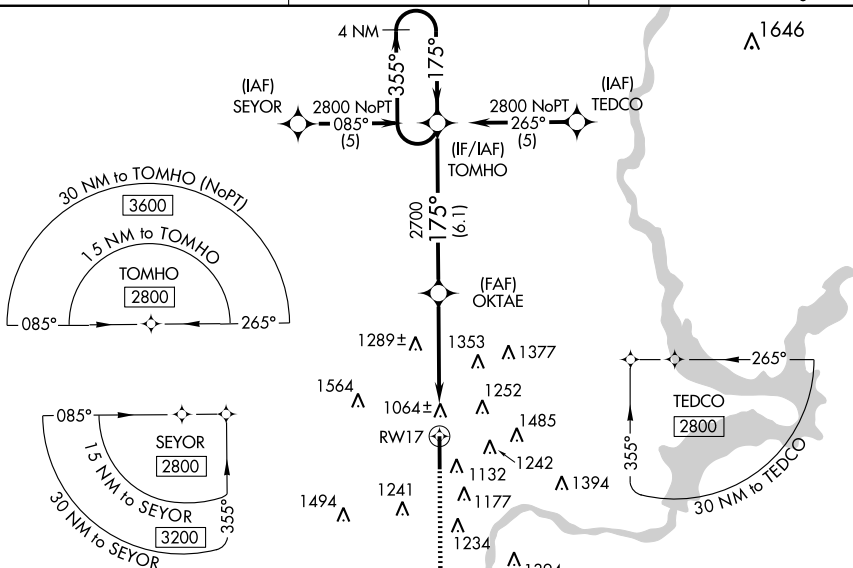 1646
4 NM
355°
175°
(IAF)
SEYOR
2800 NoPT
085°
(5)
(IAF)
TEDCO
2800 NoPT
265°
(5)
(IF/IAF)
TOMHO
2700
175°
(6.1)
(FAF)
OKTAE
30 NM to TOMHO (NoPT)
3600
15 NM to TOMHO
TOMHO
2800
085°
265°
1289±
1353
1377
1564
1064±
1252
1485
RW17
1242
1132
1394
1177
1494
1241
1234
085°
SEYOR
2800
15 NM to SEYOR
3200
30 NM to SEYOR
355°
265°
TEDCO
2800
355°
30 NM to TEDCO